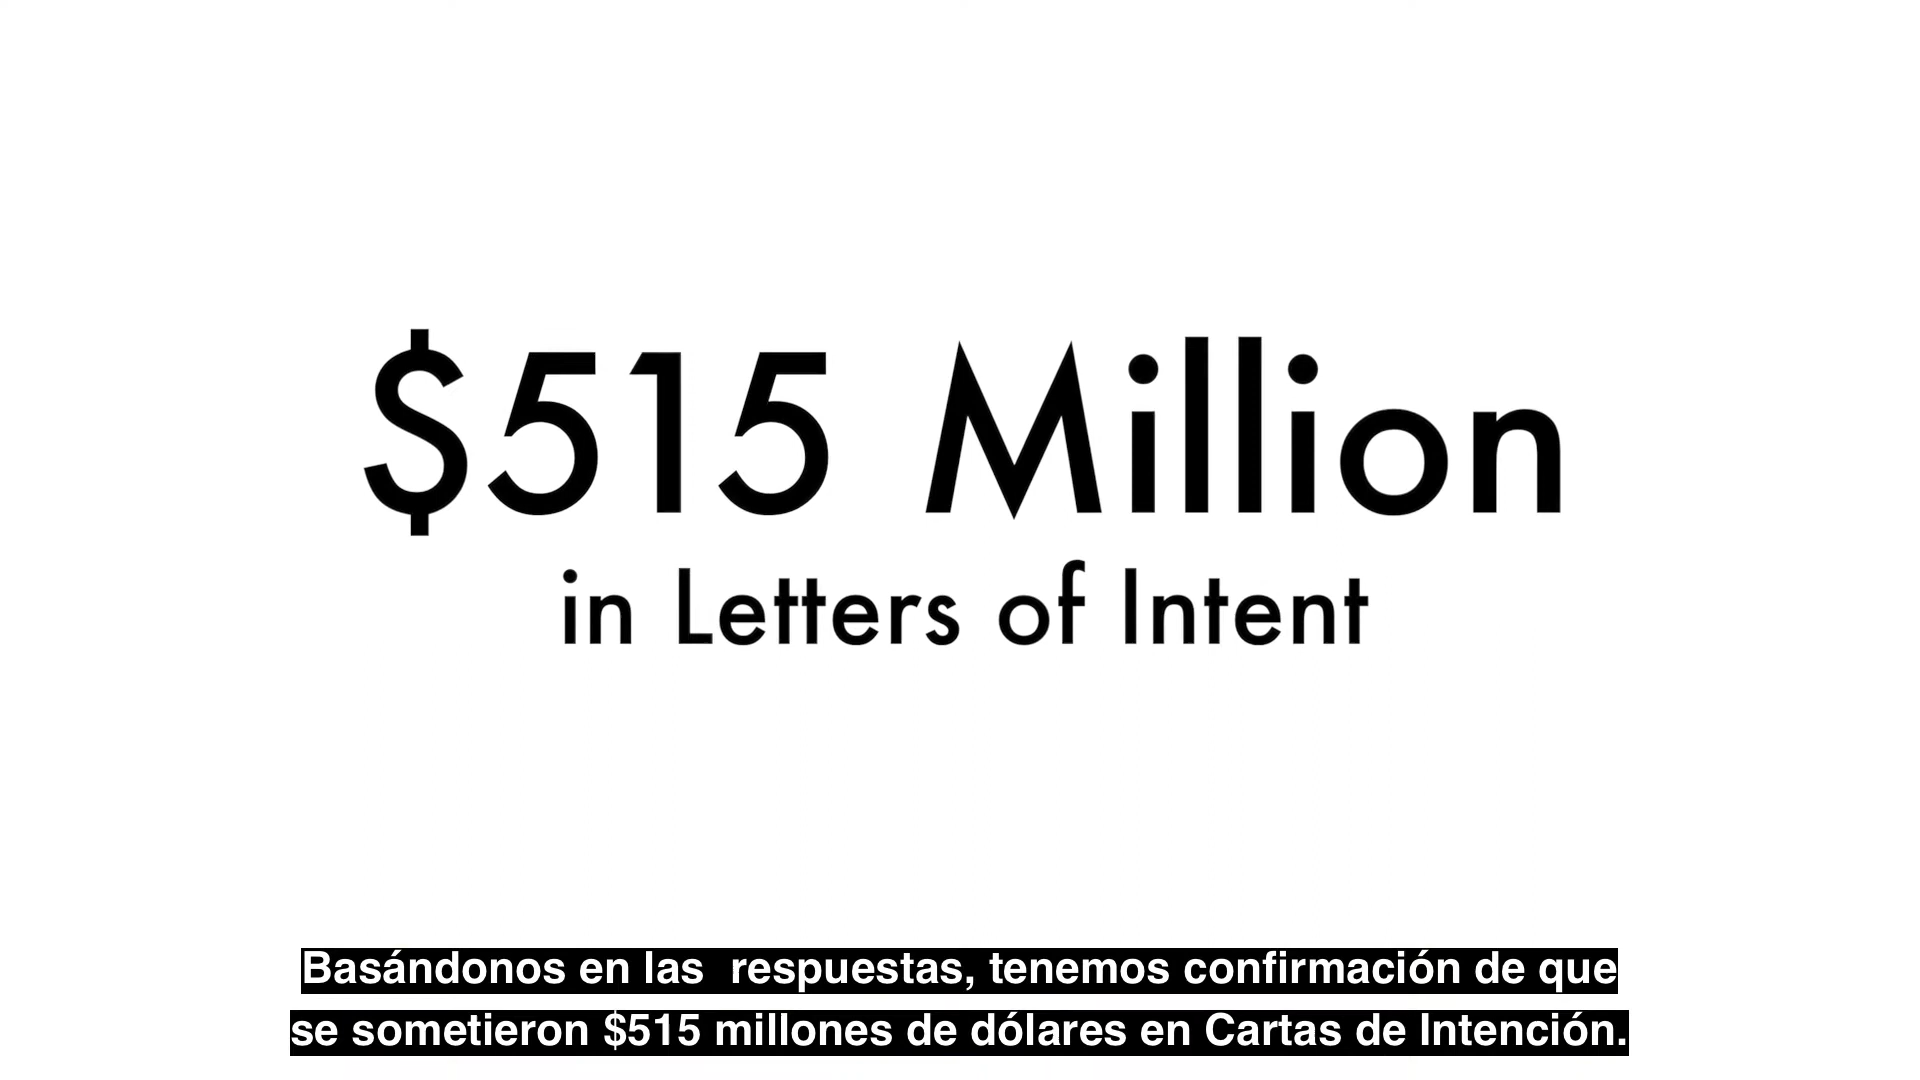 $515 Million
in Letters of Intent
Basándonos en las  respuestas, tenemos confirmación de que
se sometieron $515 millones de dólares en Cartas de Intención.